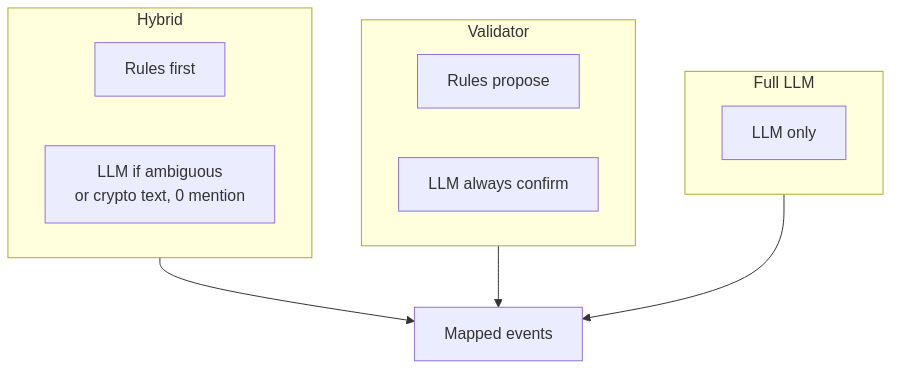 Hybrid
Rules first
LLM if ambiguous
or crypto text, 0 mention
Validator
Rules propose
LLM always confirm
Full LLM
LLM only
Mapped events